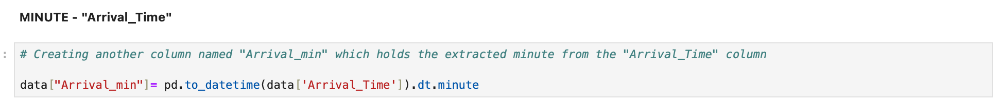 MINUTE - "Arrival_Time"
:
# Creating another column named "Arrival_min" which holds the extracted minute from the "Arrival_Time" column
data["Arrival_min"]= pd.to_datetime(data['Arrival_Time']).dt.minute